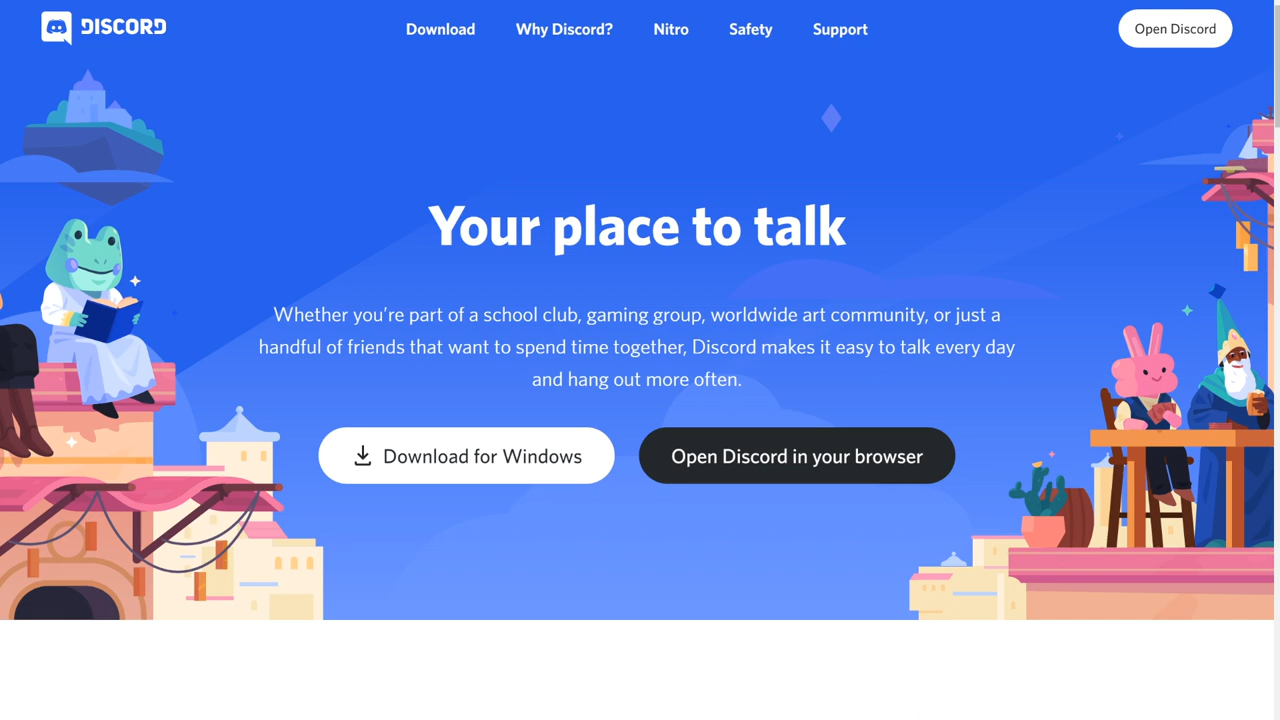 DISCORD
Download
Why Discord?
Nitro
Safety
Support
Open Discord
Your place to talk
Whether you’re part of a school club, gaming group, worldwide art community, or just a
handful of friends that want to spend time together, Discord makes it easy to talk every day
and hang out more often.
Download for Windows
Open Discord in your browser